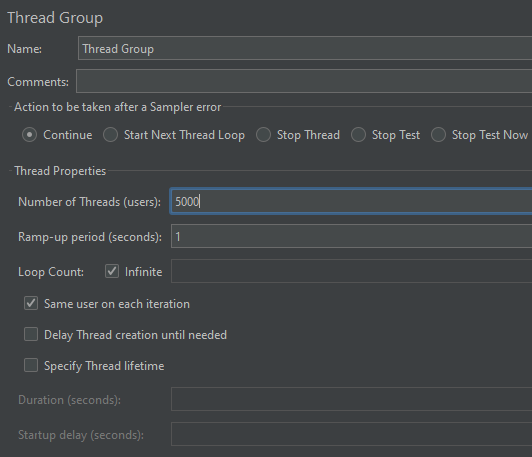 Thread Group
Name: Thread Group
Comments:
Action to be taken after a Sampler error
Continue Start Next Thread Loop Stop Thread Stop Test Stop Test Now
Thread Properties
Number of Threads (users): 5000
Ramp-up period (seconds): 1
Loop Count: Infinite
Same user on each iteration
Delay Thread creation until needed
Specify Thread lifetime
Duration (seconds):
Startup delay (seconds):